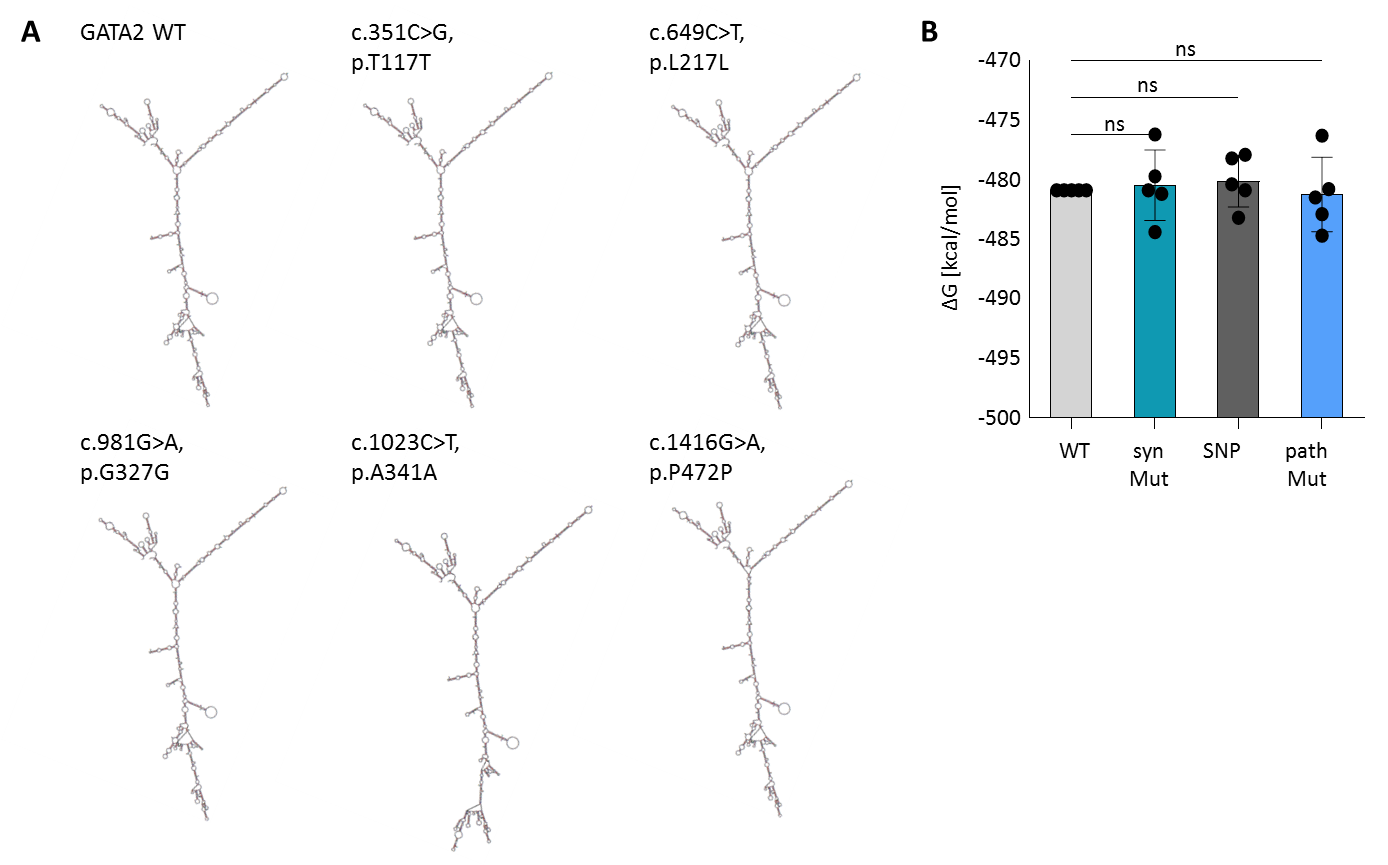 A
GATA2 WT
c.351C>G,
p.T117T
c.649C>T,
p.L217L
c.981G>A,
p.G327G
c.1023C>T,
p.A341A
c.1416G>A,
p.P472P
B
ns
ns
ns
ΔG [kcal/mol]
-470
-475
-480
-485
-490
-495
-500
WT
syn
Mut
SNP
path
Mut